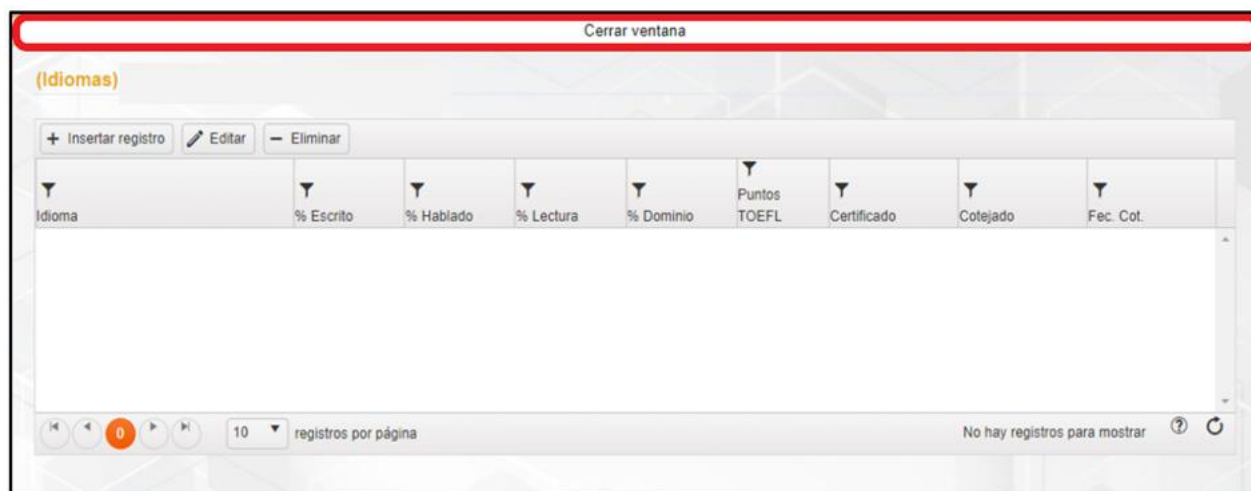 Cerrar ventana
(Idiomas)
+ Insertar registro Editar − Eliminar
Idioma % Escrito % Hablado % Lectura % Dominio Puntos TOEFL Certificado Cotejado Fec. Cot.
0 10 registros por página No hay registros para mostrar ?